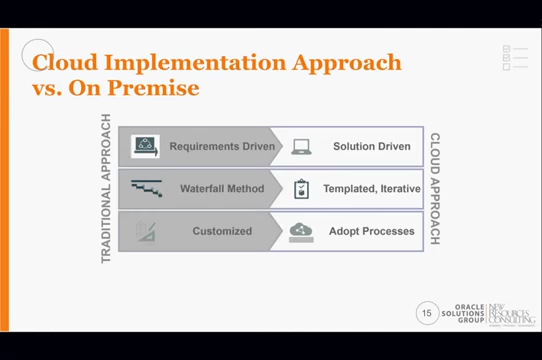 Cloud Implementation Approach
vs. On Premise
TRADITIONAL APPROACH
Requirements Driven
Solution Driven
Waterfall Method
Templated, Iterative
Customized
Adopt Processes
CLOUD APPROACH
15
ORACLE
SOLUTIONS
GROUP
NEW
RESOURCES
CONSULTING